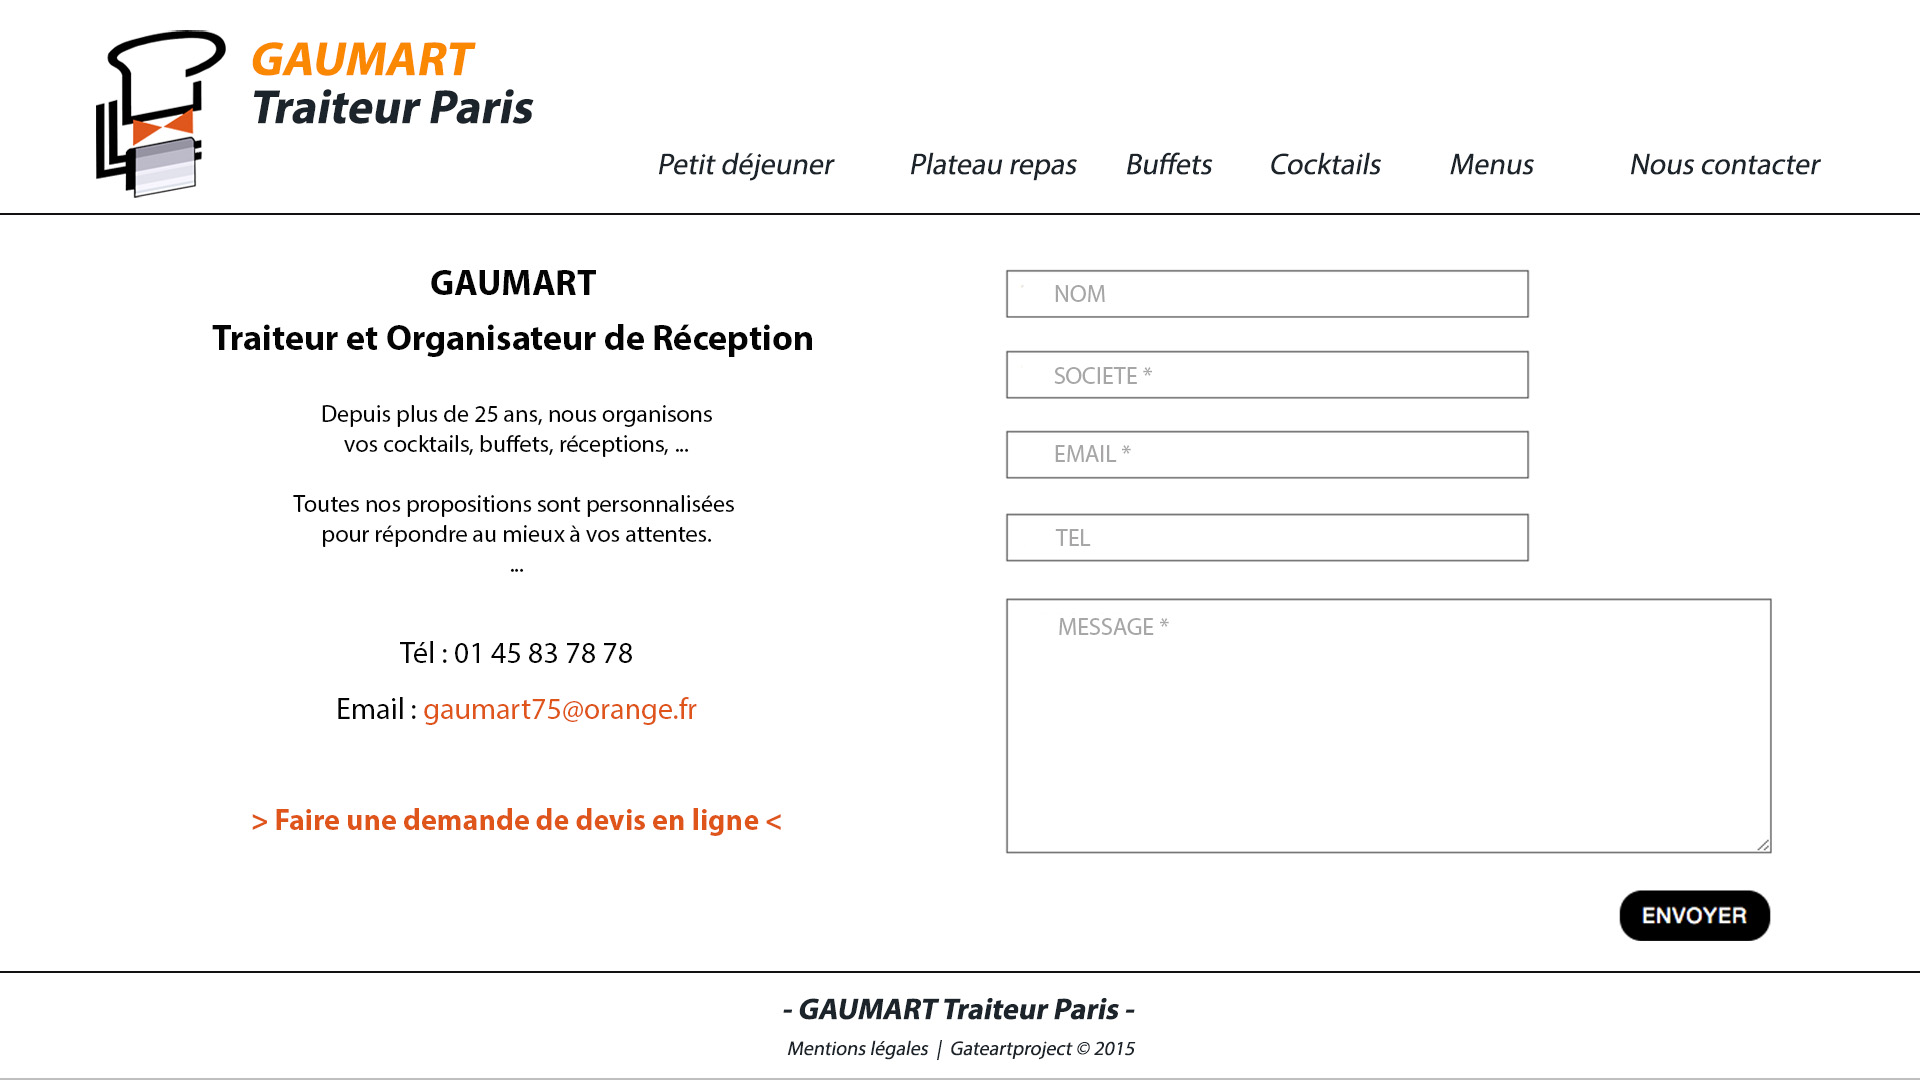 GAUMART
Traiteur Paris
Petit déjeuner Plateau repas Buffets Cocktails Menus Nous contacter
GAUMART
Traiteur et Organisateur de Réception
Depuis plus de 25 ans, nous organisons
vos cocktails, buffets, réceptions, ...
Toutes nos propositions sont personnalisées
pour répondre au mieux à vos attentes.
...
Tél : 01 45 83 78 78
Email : gaumart75@orange.fr
> Faire une demande de devis en ligne <
NOM
SOCIETE *
EMAIL *
TEL
MESSAGE *
ENVOYER
- GAUMART Traiteur Paris -
Mentions légales | Gateartproject © 2015